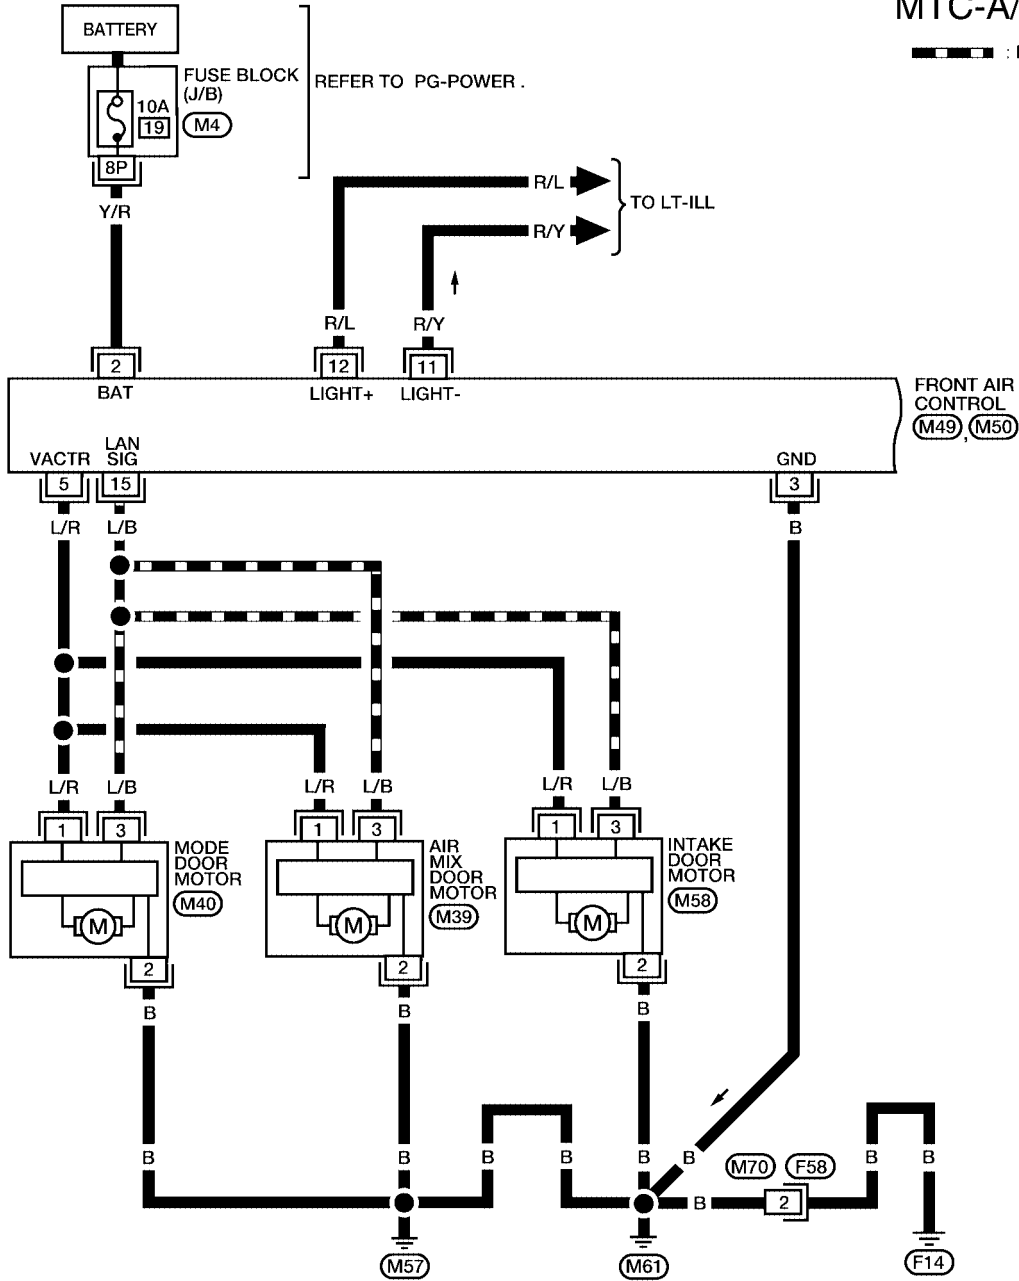 MTC-A/
BATTERY
FUSE BLOCK
(J/B)
REFER TO PG-POWER .
10A
19
M4
8P
Y/R
R/L
TO LT-ILL
R/Y
R/L
R/Y
2
12
11
BAT
LIGHT+
LIGHT-
FRONT AIR
CONTROL
M49 , M50
VACTR
LAN
SIG
GND
5
15
3
L/R
L/B
B
L/R
L/B
L/R
L/B
L/R
L/B
1
3
1
3
1
3
MODE
DOOR
MOTOR
M40
AIR
MIX
DOOR
MOTOR
M39
INTAKE
DOOR
MOTOR
M58
M
M
M
2
2
2
B
B
B
B
B
B
B
B
B
M70
F58
B
B
B
2
M57
M61
F14